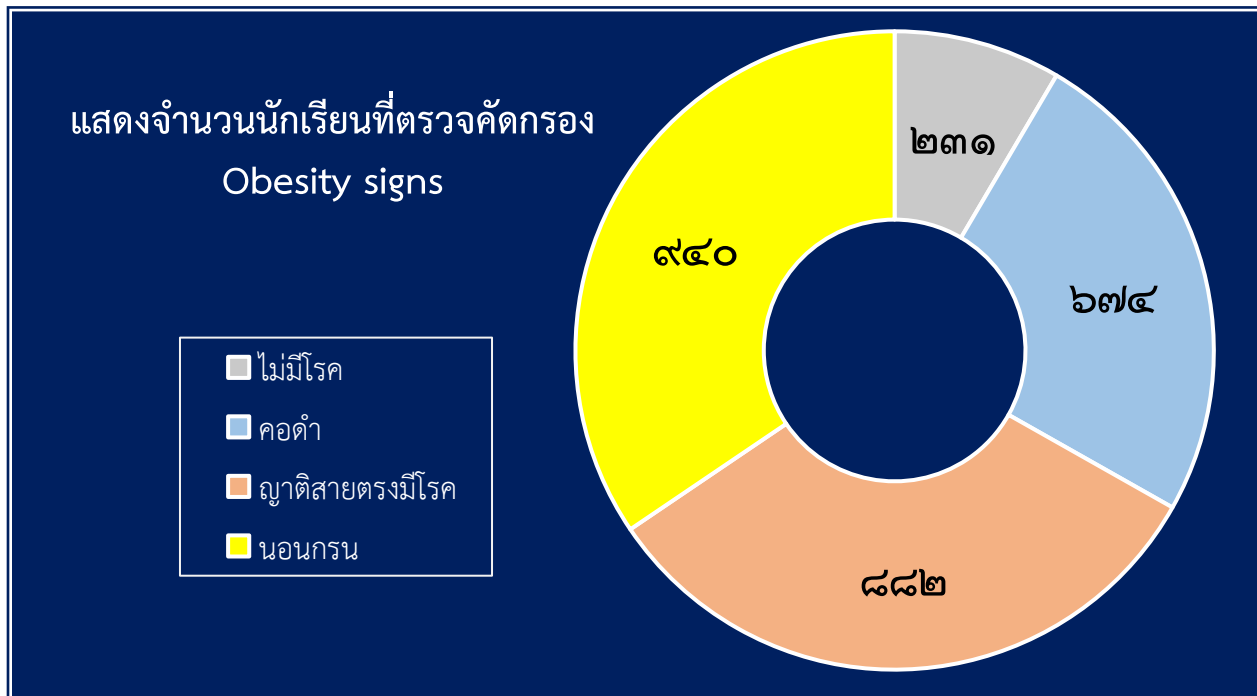 แสดงจำนวนนักเรียนที่ตรวจคัดกรอง
Obesity signs
ไม่มีโรค
คอดำ
ญาติสายตรงมีโรค
นอนกรน
๒๓๑
๖๗๔
๘๘๒
๙๔๐